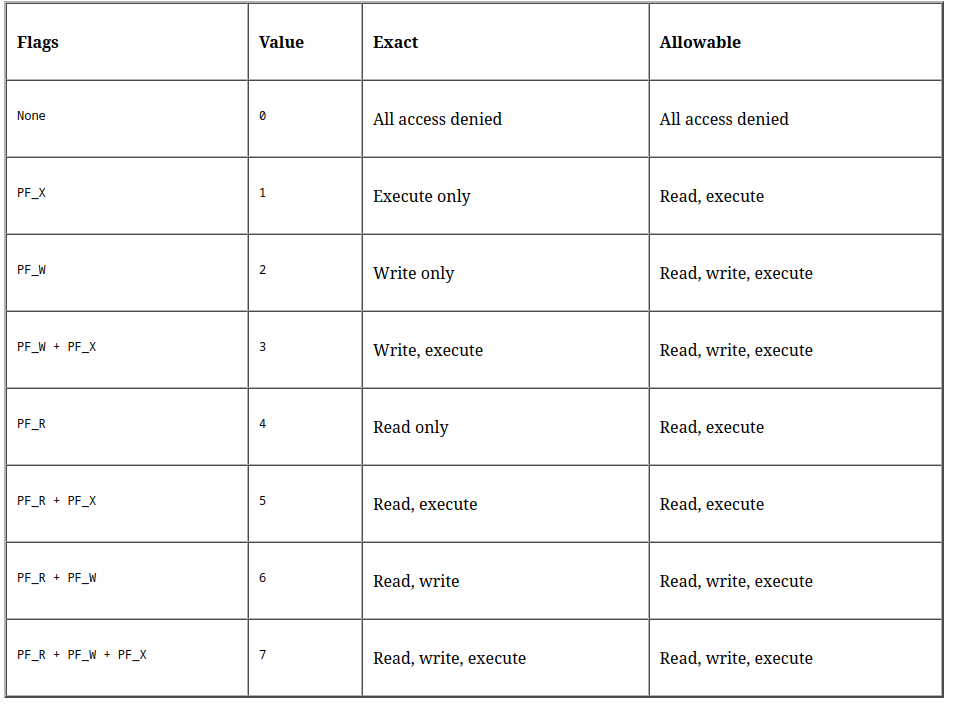 Flags Value Exact Allowable
None 0 All access denied All access denied
PF_X 1 Execute only Read, execute
PF_W 2 Write only Read, write, execute
PF_W + PF_X 3 Write, execute Read, write, execute
PF_R 4 Read only Read, execute
PF_R + PF_X 5 Read, execute Read, execute
PF_R + PF_W 6 Read, write Read, write, execute
PF_R + PF_W + PF_X 7 Read, write, execute Read, write, execute